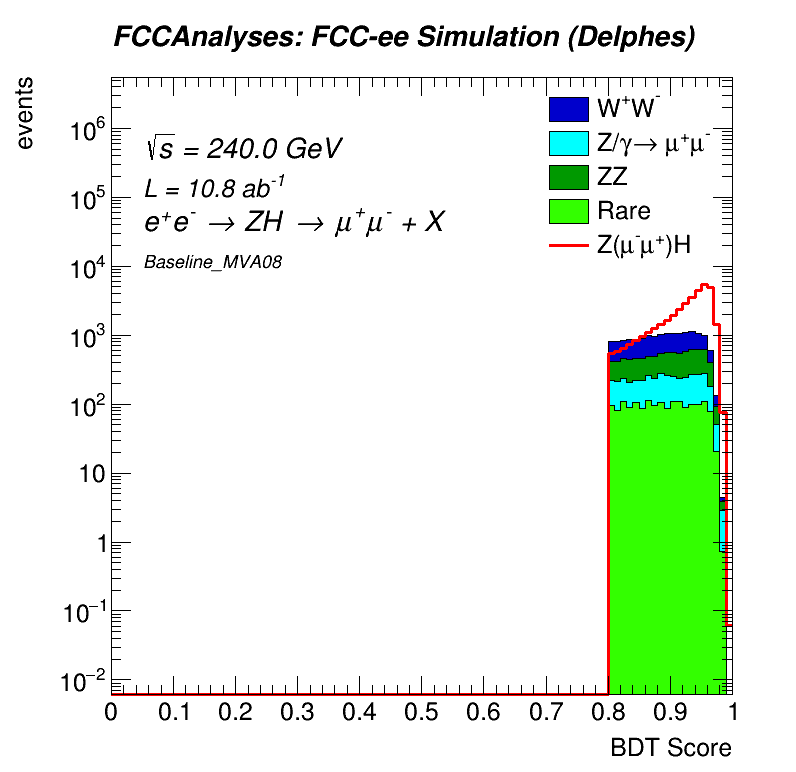 FCCAnalyses: FCC-ee Simulation (Delphes)
events
√s = 240.0 GeV
L = 10.8 ab⁻¹
e⁺e⁻ → ZH → μ⁺μ⁻ + X
Baseline_MVA08
W⁺W⁻
Z/γ→ μ⁺μ⁻
ZZ
Rare
Z(μ⁻μ⁺)H
10⁶
10⁵
10⁴
10³
10²
10
1
10⁻¹
10⁻²
0 0.1 0.2 0.3 0.4 0.5 0.6 0.7 0.8 0.9 1
BDT Score